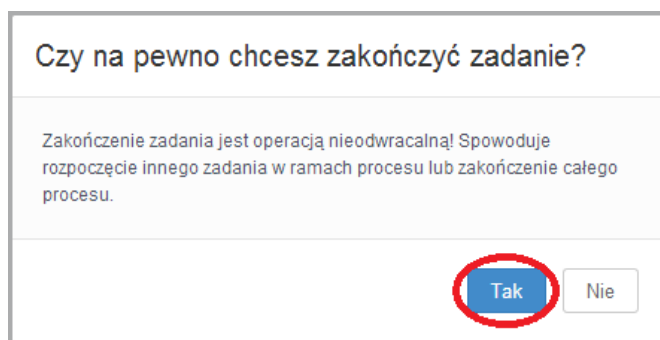 Czy na pewno chcesz zakończyć zadanie?
Zakończenie zadania jest operacją nieodwracalną! Spowoduje
rozpoczęcie innego zadania w ramach procesu lub zakończenie całego
procesu.
Tak Nie